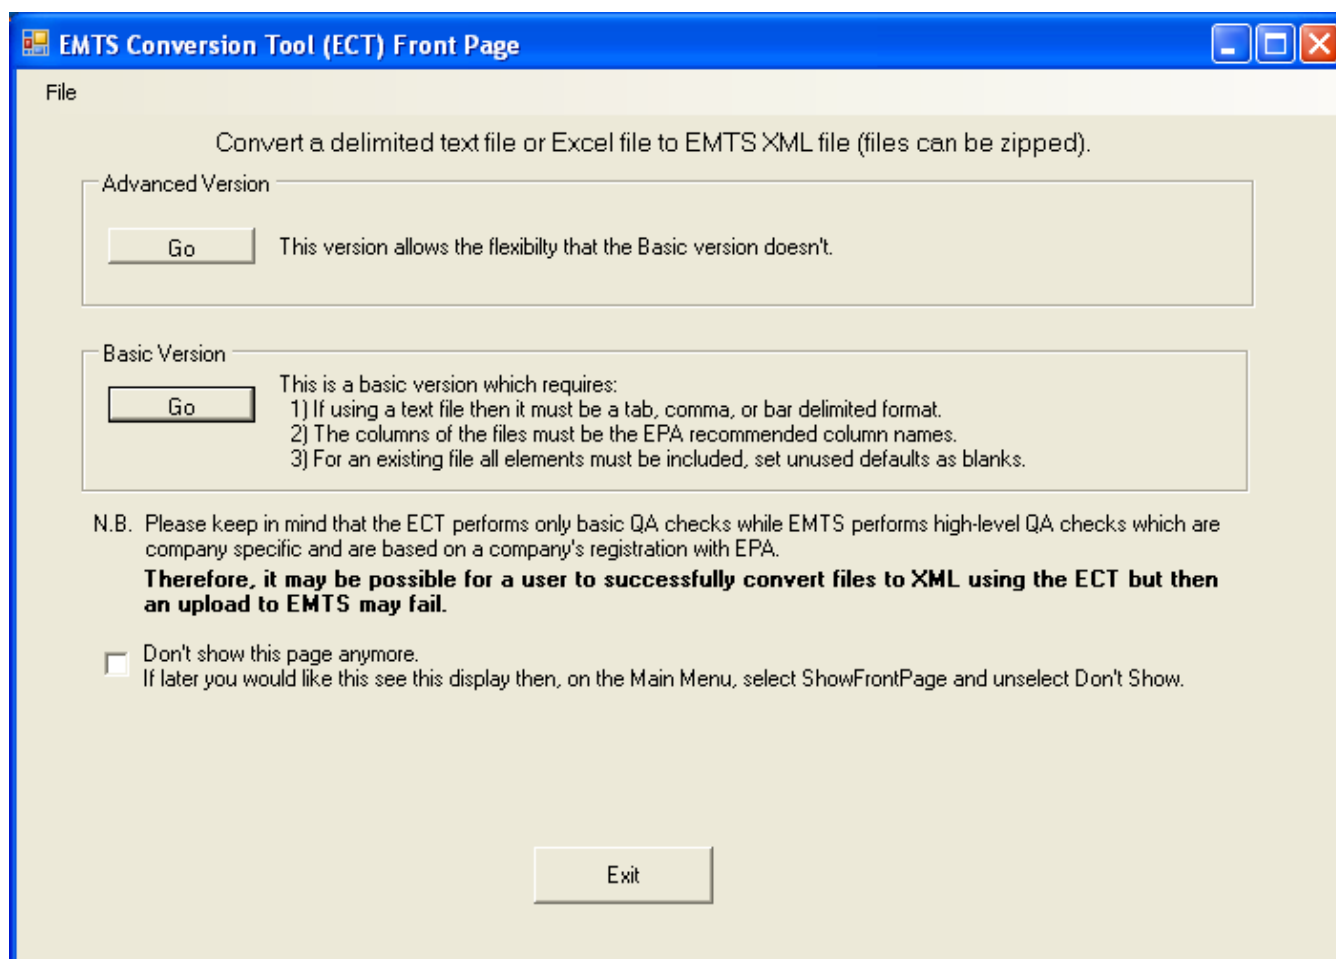 EMTS Conversion Tool (ECT) Front Page
File
Convert a delimited text file or Excel file to EMTS XML file (files can be zipped).
Advanced Version
Go
This version allows the flexibilty that the Basic version doesn't.
Basic Version
Go
This is a basic version which requires:
1) If using a text file then it must be a tab, comma, or bar delimited format.
2) The columns of the files must be the EPA recommended column names.
3) For an existing file all elements must be included, set unused defaults as blanks.
N.B. Please keep in mind that the ECT performs only basic QA checks while EMTS performs high-level QA checks which are
company specific and are based on a company's registration with EPA.
Therefore, it may be possible for a user to successfully convert files to XML using the ECT but then
an upload to EMTS may fail.
Don't show this page anymore.
If later you would like this see this display then, on the Main Menu, select ShowFrontPage and unselect Don't Show.
Exit